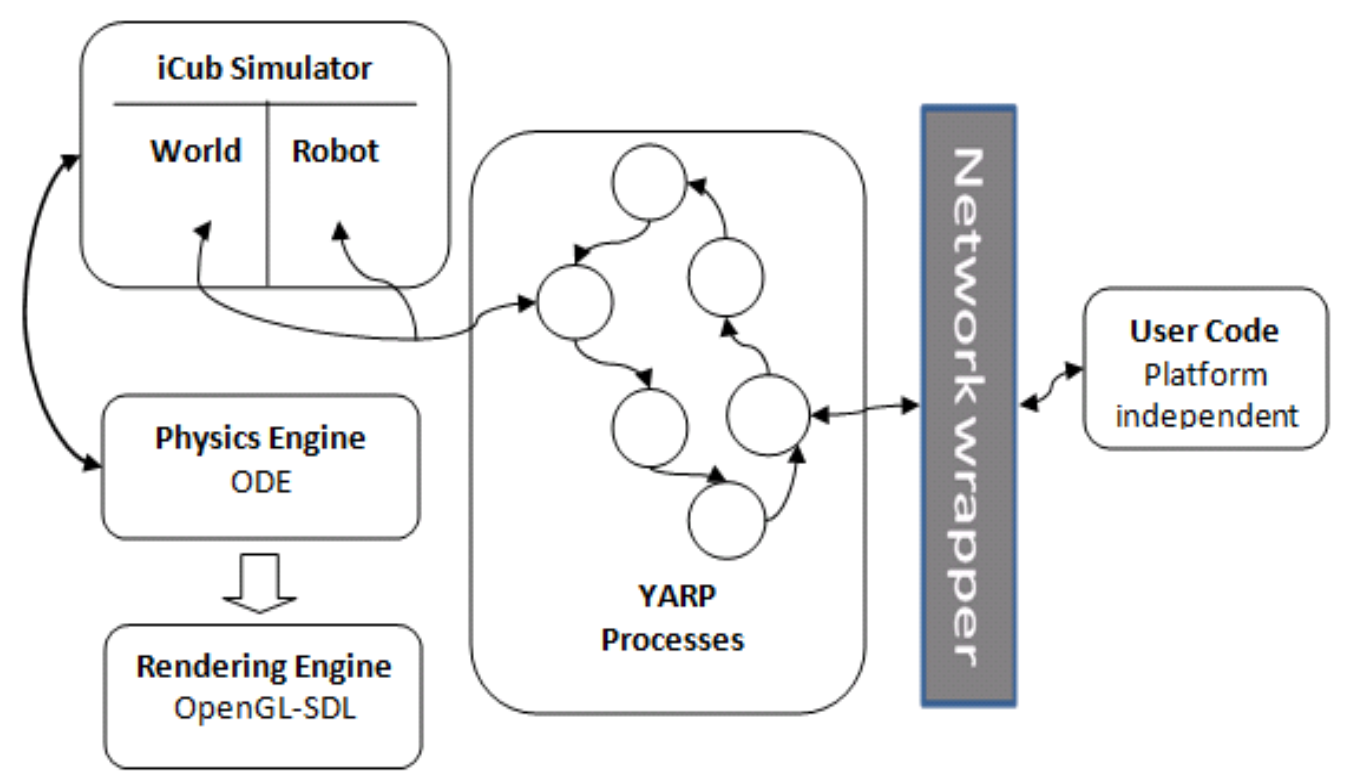 iCub Simulator
World
Robot
Physics Engine
ODE
Rendering Engine
OpenGL-SDL
YARP
Processes
Network wrapper
User Code
Platform
independent